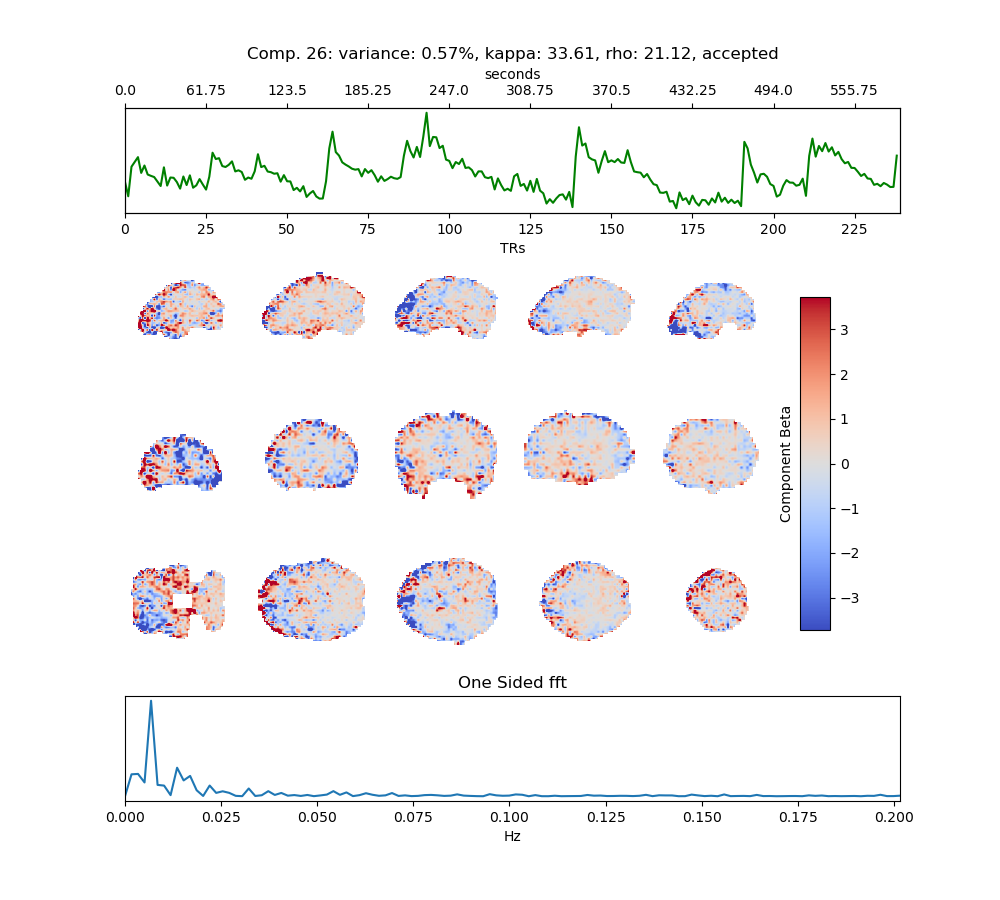 Comp. 26: variance: 0.57%, kappa: 33.61, rho: 21.12, accepted
seconds
0.0 61.75 123.5 185.25 247.0 308.75 370.5 432.25 494.0 555.75
0 25 50 75 100 125 150 175 200 225
TRs
3
2
1
0
−1
−2
−3
Component Beta
One Sided fft
0.000 0.025 0.050 0.075 0.100 0.125 0.150 0.175 0.200
Hz